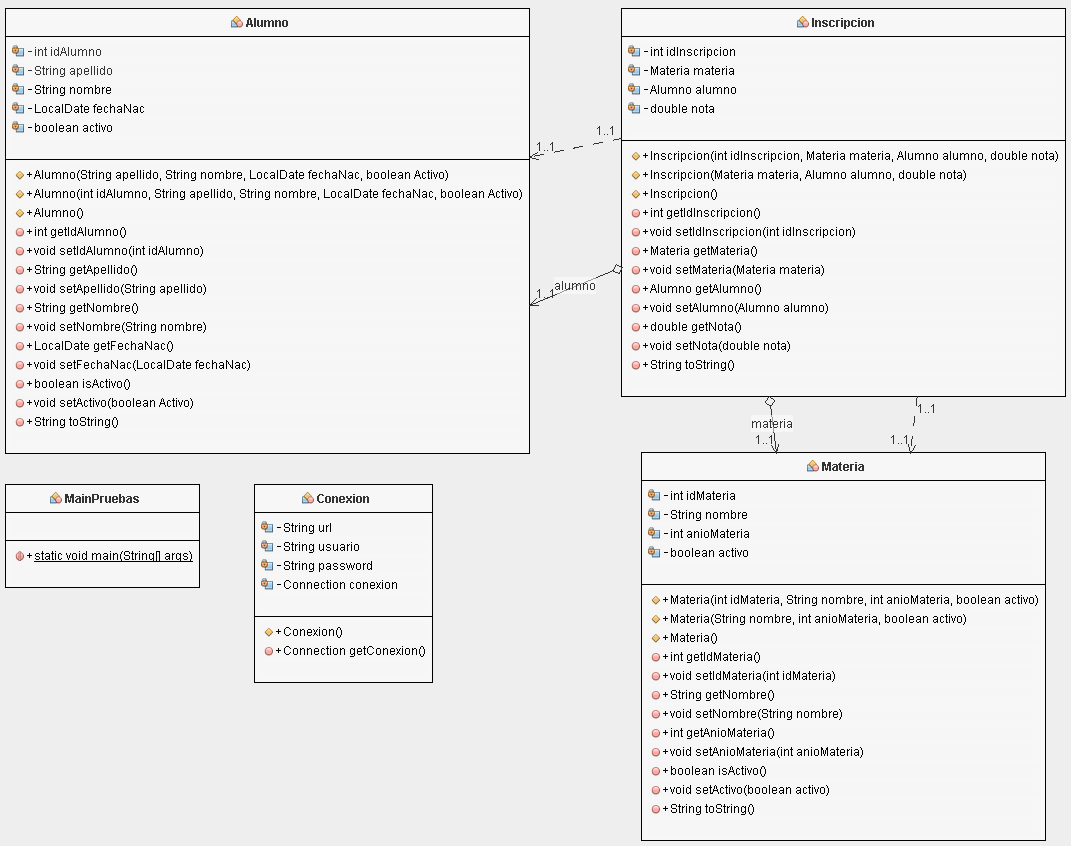 Alumno
-int idAlumno
-String apellido
-String nombre
-LocalDate fechaNac
-boolean activo
+Alumno(String apellido, String nombre, LocalDate fechaNac, boolean Activo)
+Alumno(int idAlumno, String apellido, String nombre, LocalDate fechaNac, boolean Activo)
+Alumno()
+int getIdAlumno()
+void setIdAlumno(int idAlumno)
+String getApellido()
+void setApellido(String apellido)
+String getNombre()
+void setNombre(String nombre)
+LocalDate getFechaNac()
+void setFechaNac(LocalDate fechaNac)
+boolean isActivo()
+void setActivo(boolean Activo)
+String toString()
1..1
1..1
alumno
1..1
Inscripcion
-int idInscripcion
-Materia materia
-Alumno alumno
-double nota
+Inscripcion(int idInscripcion, Materia materia, Alumno alumno, double nota)
+Inscripcion(Materia materia, Alumno alumno, double nota)
+Inscripcion()
+int getIdInscripcion()
+void setIdInscripcion(int idInscripcion)
+Materia getMateria()
+void setMateria(Materia materia)
+Alumno getAlumno()
+void setAlumno(Alumno alumno)
+double getNota()
+void setNota(double nota)
+String toString()
1..1
materia
1..1
1..1
MainPruebas
+static void main(String[] args)
Conexion
-String url
-String usuario
-String password
-Connection conexion
+Conexion()
+Connection getConexion()
Materia
-int idMateria
-String nombre
-int anioMateria
-boolean activo
+Materia(int idMateria, String nombre, int anioMateria, boolean activo)
+Materia(String nombre, int anioMateria, boolean activo)
+Materia()
+int getIdMateria()
+void setIdMateria(int idMateria)
+String getNombre()
+void setNombre(String nombre)
+int getAnioMateria()
+void setAnioMateria(int anioMateria)
+boolean isActivo()
+void setActivo(boolean activo)
+String toString()